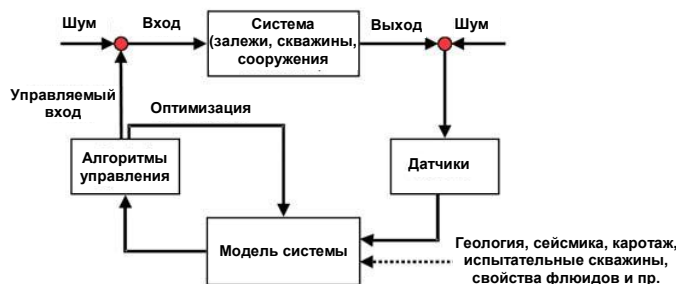 Шум
Вход
Система
(залежи, скважины,
сооружения
Выход
Шум
Управляемый
вход
Оптимизация
Алгоритмы
управления
Датчики
Модель системы
Геология, сейсмика, каротаж,
испытательные скважины,
свойства флюидов и пр.